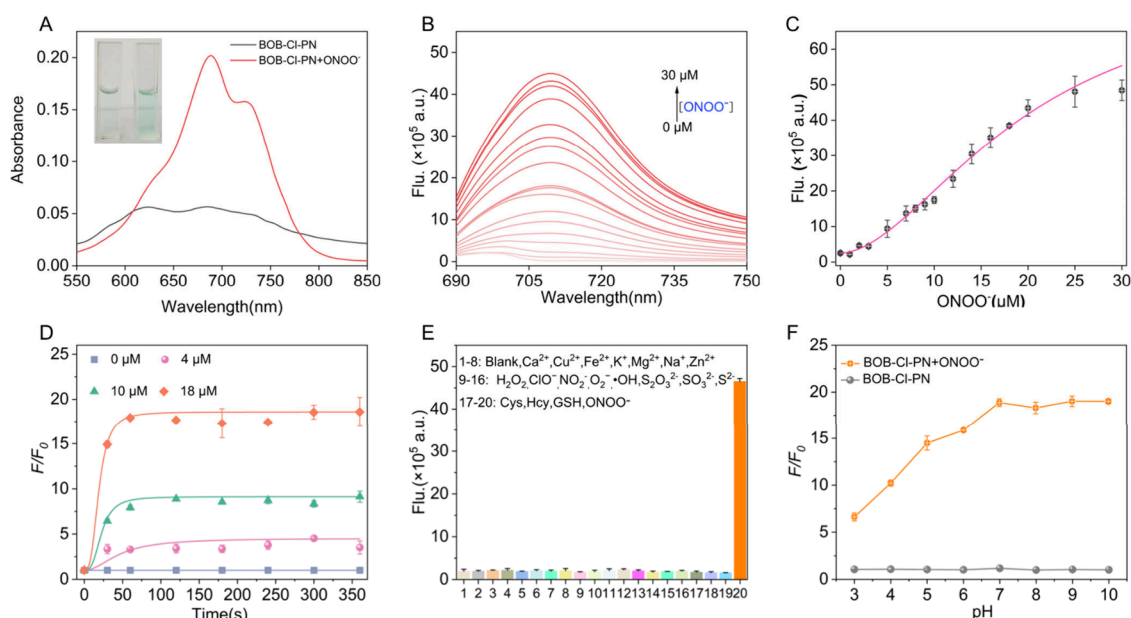 A
0.20
0.15
0.10
0.05
0.00
Absorbance
BOB-Cl-PN
BOB-Cl-PN+ONOO⁻
550 600 650 700 750 800 850
Wavelength(nm)
B
50
45
40
35
30
25
20
15
10
5
0
Flu. (×10⁵ a.u.)
30 μM
[ONOO⁻]
0 μM
690 705 720 735 750
Wavelength(nm)
C
60
50
40
30
20
10
0
Flu. (×10⁵ a.u.)
0 5 10 15 20 25 30
ONOO⁻(μM)
D
25
20
15
10
5
0
F/F₀
0 μM 4 μM
10 μM 18 μM
0 50 100 150 200 250 300 350
Time(s)
E
50
40
30
20
10
0
Flu.(×10⁵ a.u.)
1-8: Blank,Ca²⁺,Cu²⁺,Fe²⁺,K⁺,Mg²⁺,Na⁺,Zn²⁺
9-16: H₂O₂,ClO⁻,NO₂⁻,O₂⁻,•OH,S₂O₃²⁻,SO₃²⁻,S²⁻
17-20: Cys,Hcy,GSH,ONOO⁻
1 2 3 4 5 6 7 8 9 10 11 12 13 14 15 16 17 18 19 20
F
25
20
15
10
5
0
F/F₀
BOB-Cl-PN+ONOO⁻
BOB-Cl-PN
3 4 5 6 7 8 9 10
pH